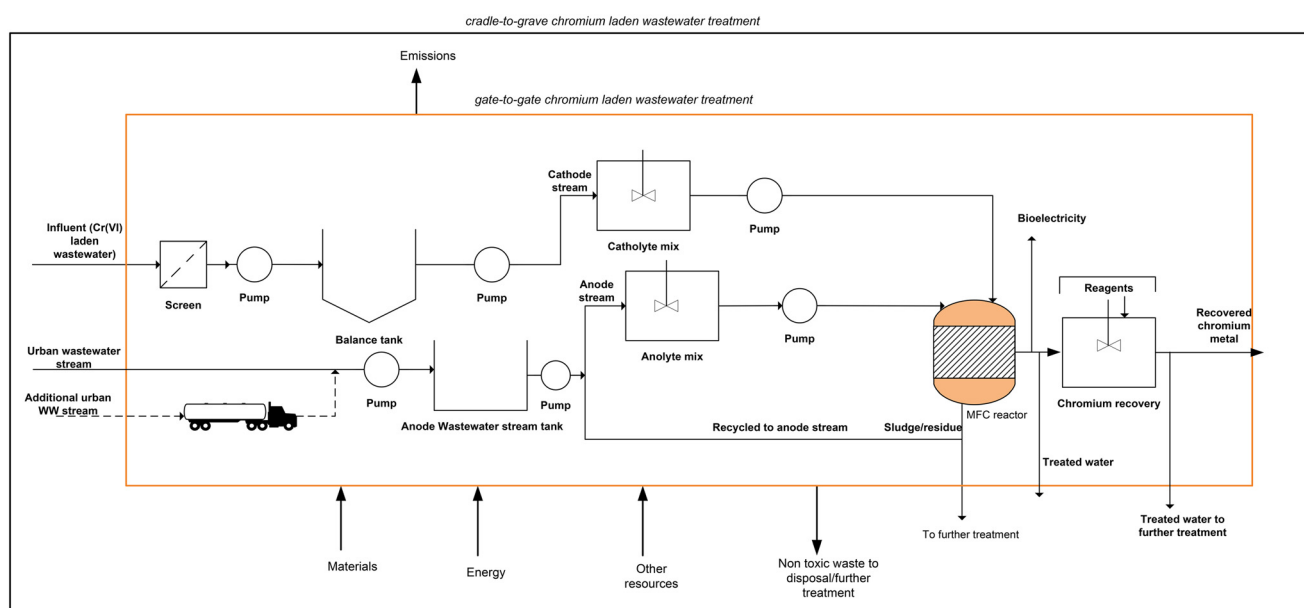 cradle-to-grave chromium laden wastewater treatment
Emissions
gate-to-gate chromium laden wastewater treatment
Cathode
stream
Pump
Catholyte mix
Bioelectricity
Influent (Cr(VI)
laden
wastewater)
Screen
Pump
Balance tank
Pump
Anode
stream
Anolyte mix
Pump
Reagents
Recovered
chromium
metal
Urban wastewater
stream
Pump
Pump
Additional urban
WW stream
Anode Wastewater stream tank
MFC reactor
Chromium recovery
Recycled to anode stream
Sludge/residue
Treated water
To further treatment
Treated water to
further treatment
Materials
Energy
Other
resources
Non toxic waste to
disposal/further
treatment